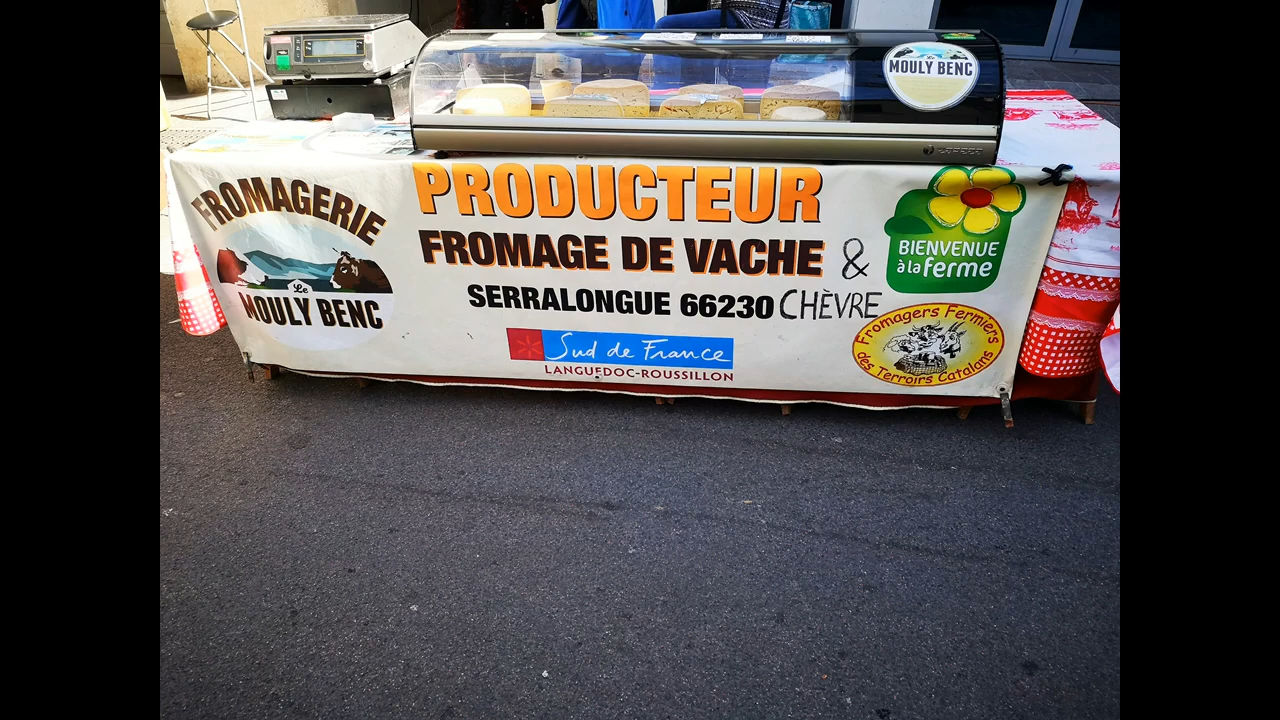 Le
MOULY BENC
FROMAGERIE
Le
MOULY BENC
PRODUCTEUR
FROMAGE DE VACHE &
SERRALONGUE 66230 CHÈVRE
Sud de France
LANGUEDOC-ROUSSILLON
BIENVENUE
à la ferme
Fromagers Fermiers
des Terroirs Catalans